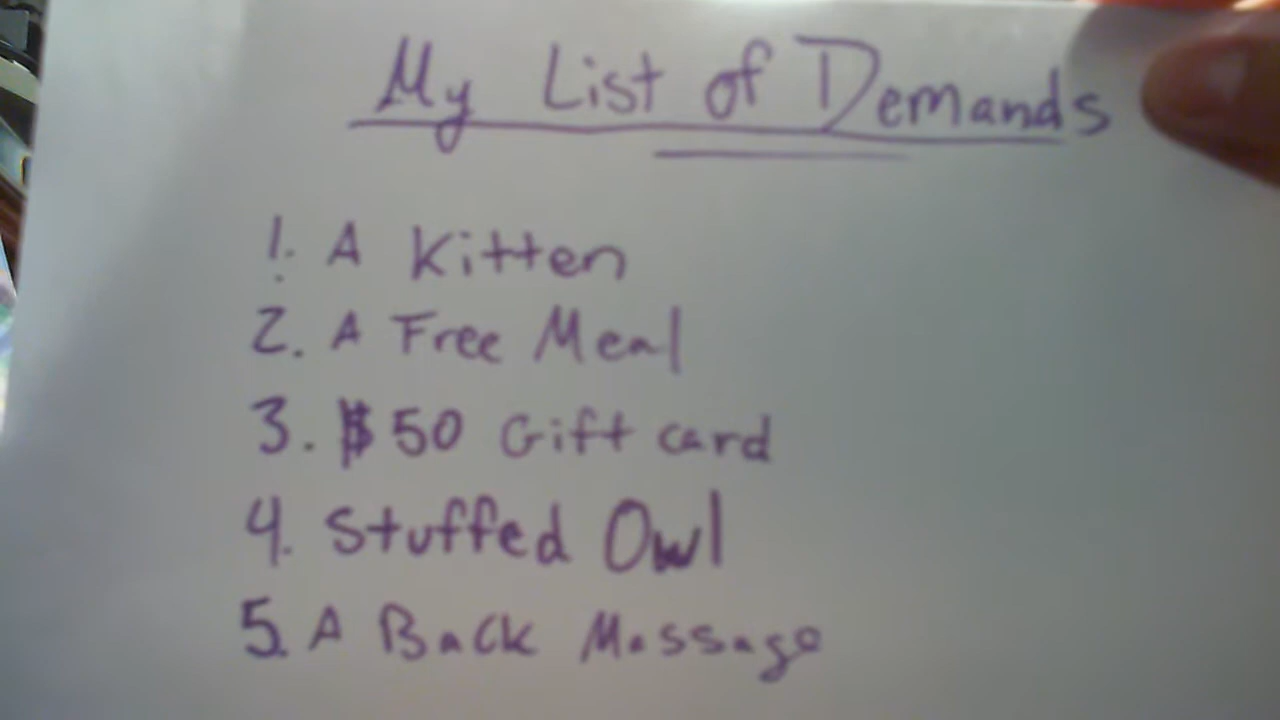 My List of Demands
1. A Kitten
2. A Free Meal
3. $50 Gift card
4. Stuffed Owl
5. A Back Massage